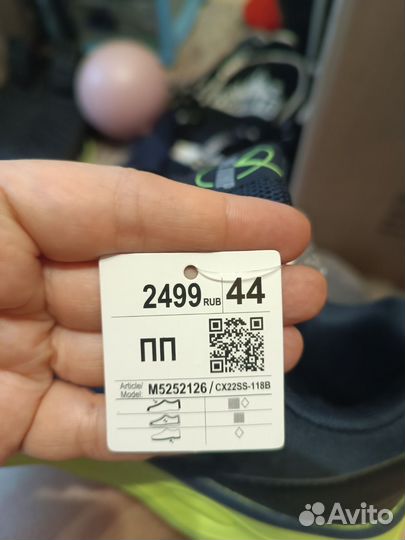 2499 RUB 44
ПП
Article/ Model: M5252126 / CX22SS-118B
Avito